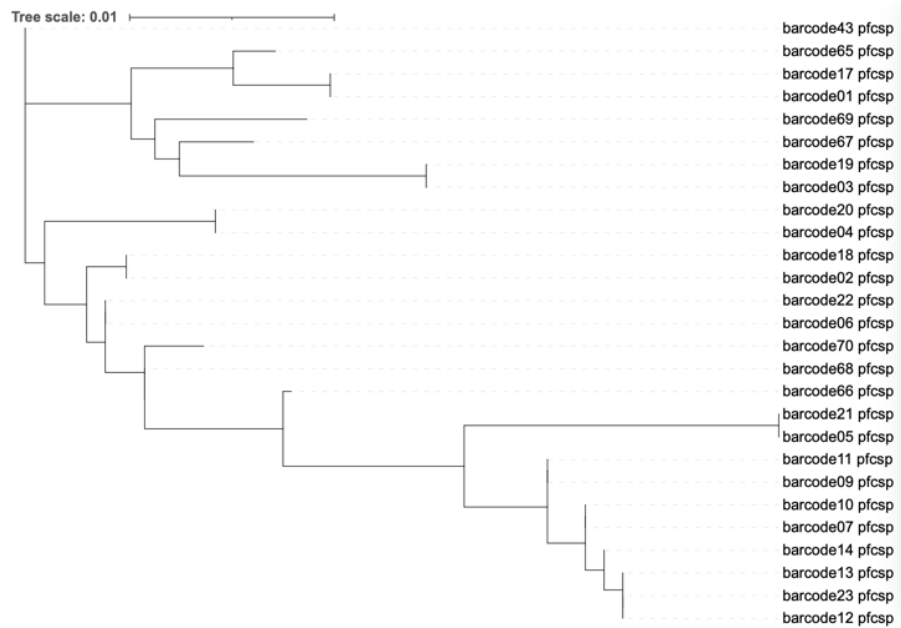 Tree scale: 0.01
barcode43 pfcsp
barcode65 pfcsp
barcode17 pfcsp
barcode01 pfcsp
barcode69 pfcsp
barcode67 pfcsp
barcode19 pfcsp
barcode03 pfcsp
barcode20 pfcsp
barcode04 pfcsp
barcode18 pfcsp
barcode02 pfcsp
barcode22 pfcsp
barcode06 pfcsp
barcode70 pfcsp
barcode68 pfcsp
barcode66 pfcsp
barcode21 pfcsp
barcode05 pfcsp
barcode11 pfcsp
barcode09 pfcsp
barcode10 pfcsp
barcode07 pfcsp
barcode14 pfcsp
barcode13 pfcsp
barcode23 pfcsp
barcode12 pfcsp